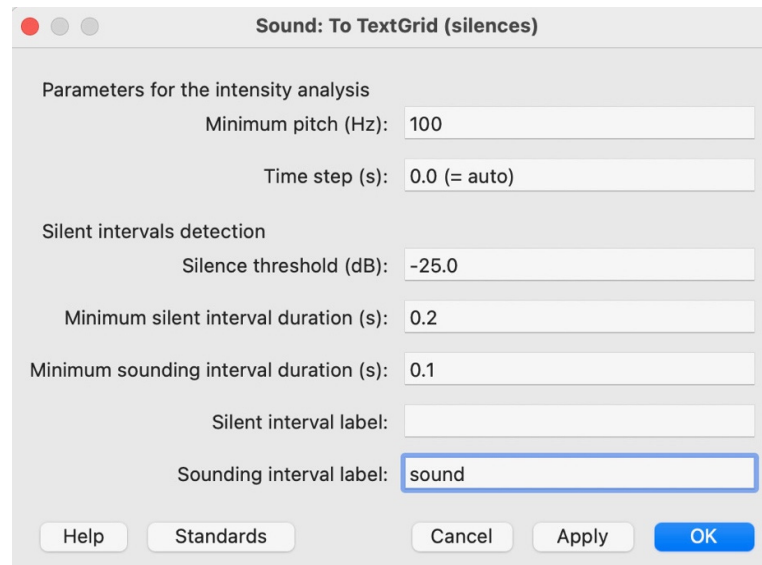 Sound: To TextGrid (silences)
Parameters for the intensity analysis
Minimum pitch (Hz): 100
Time step (s): 0.0 (= auto)
Silent intervals detection
Silence threshold (dB): -25.0
Minimum silent interval duration (s): 0.2
Minimum sounding interval duration (s): 0.1
Silent interval label:
Sounding interval label: sound
Help Standards Cancel Apply OK